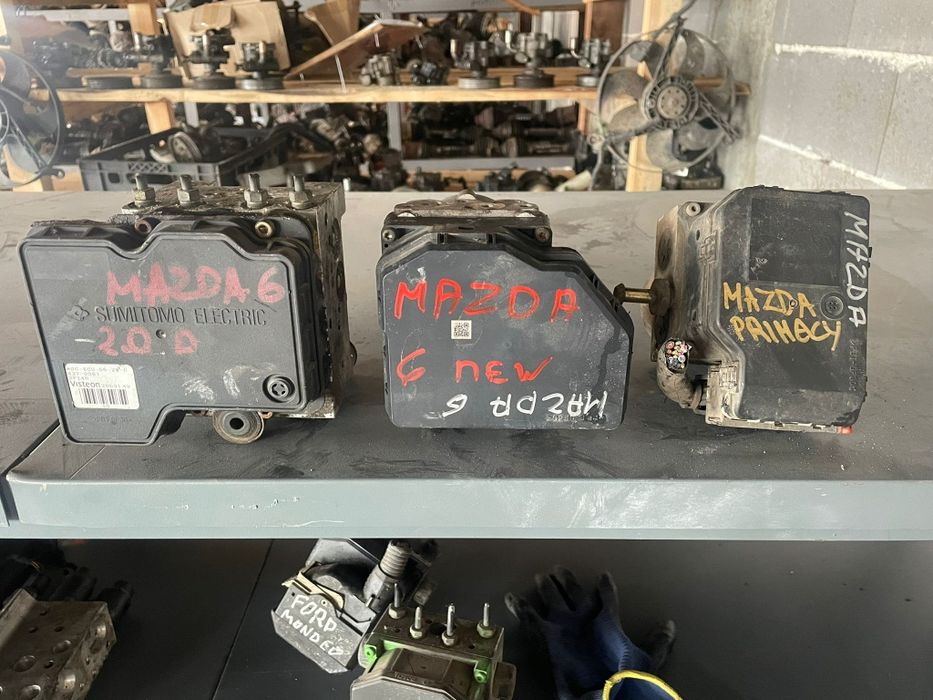 MAZDA 6
SUMITOMO ELECTRIC
2.0 D
Visteon
MAZDA
6 NEW
MAZDA 6
MAZDA
PRIMACY
MAZDA
FORD
MONDEO